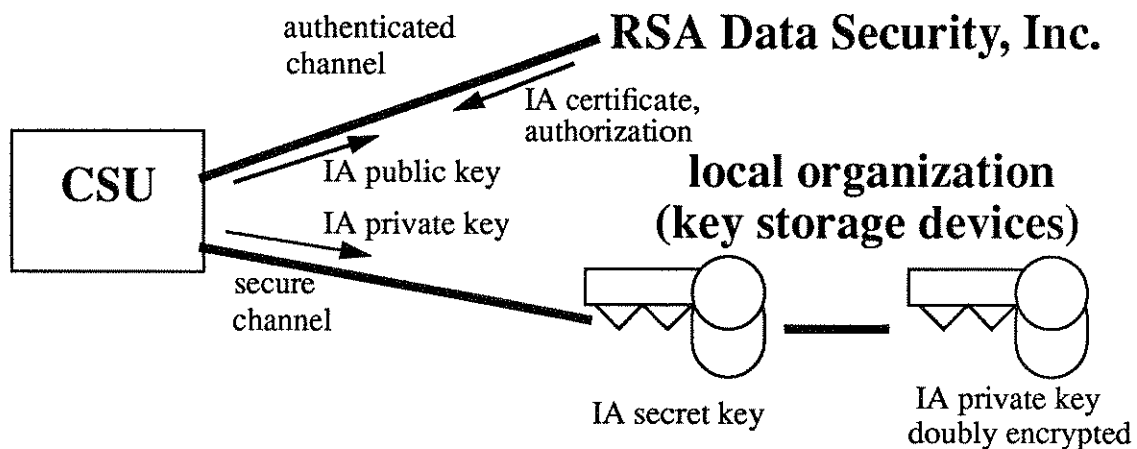 authenticated
channel
RSA Data Security, Inc.
IA certificate,
authorization
CSU
IA public key
local organization
(key storage devices)
IA private key
secure
channel
IA secret key
IA private key
doubly encrypted